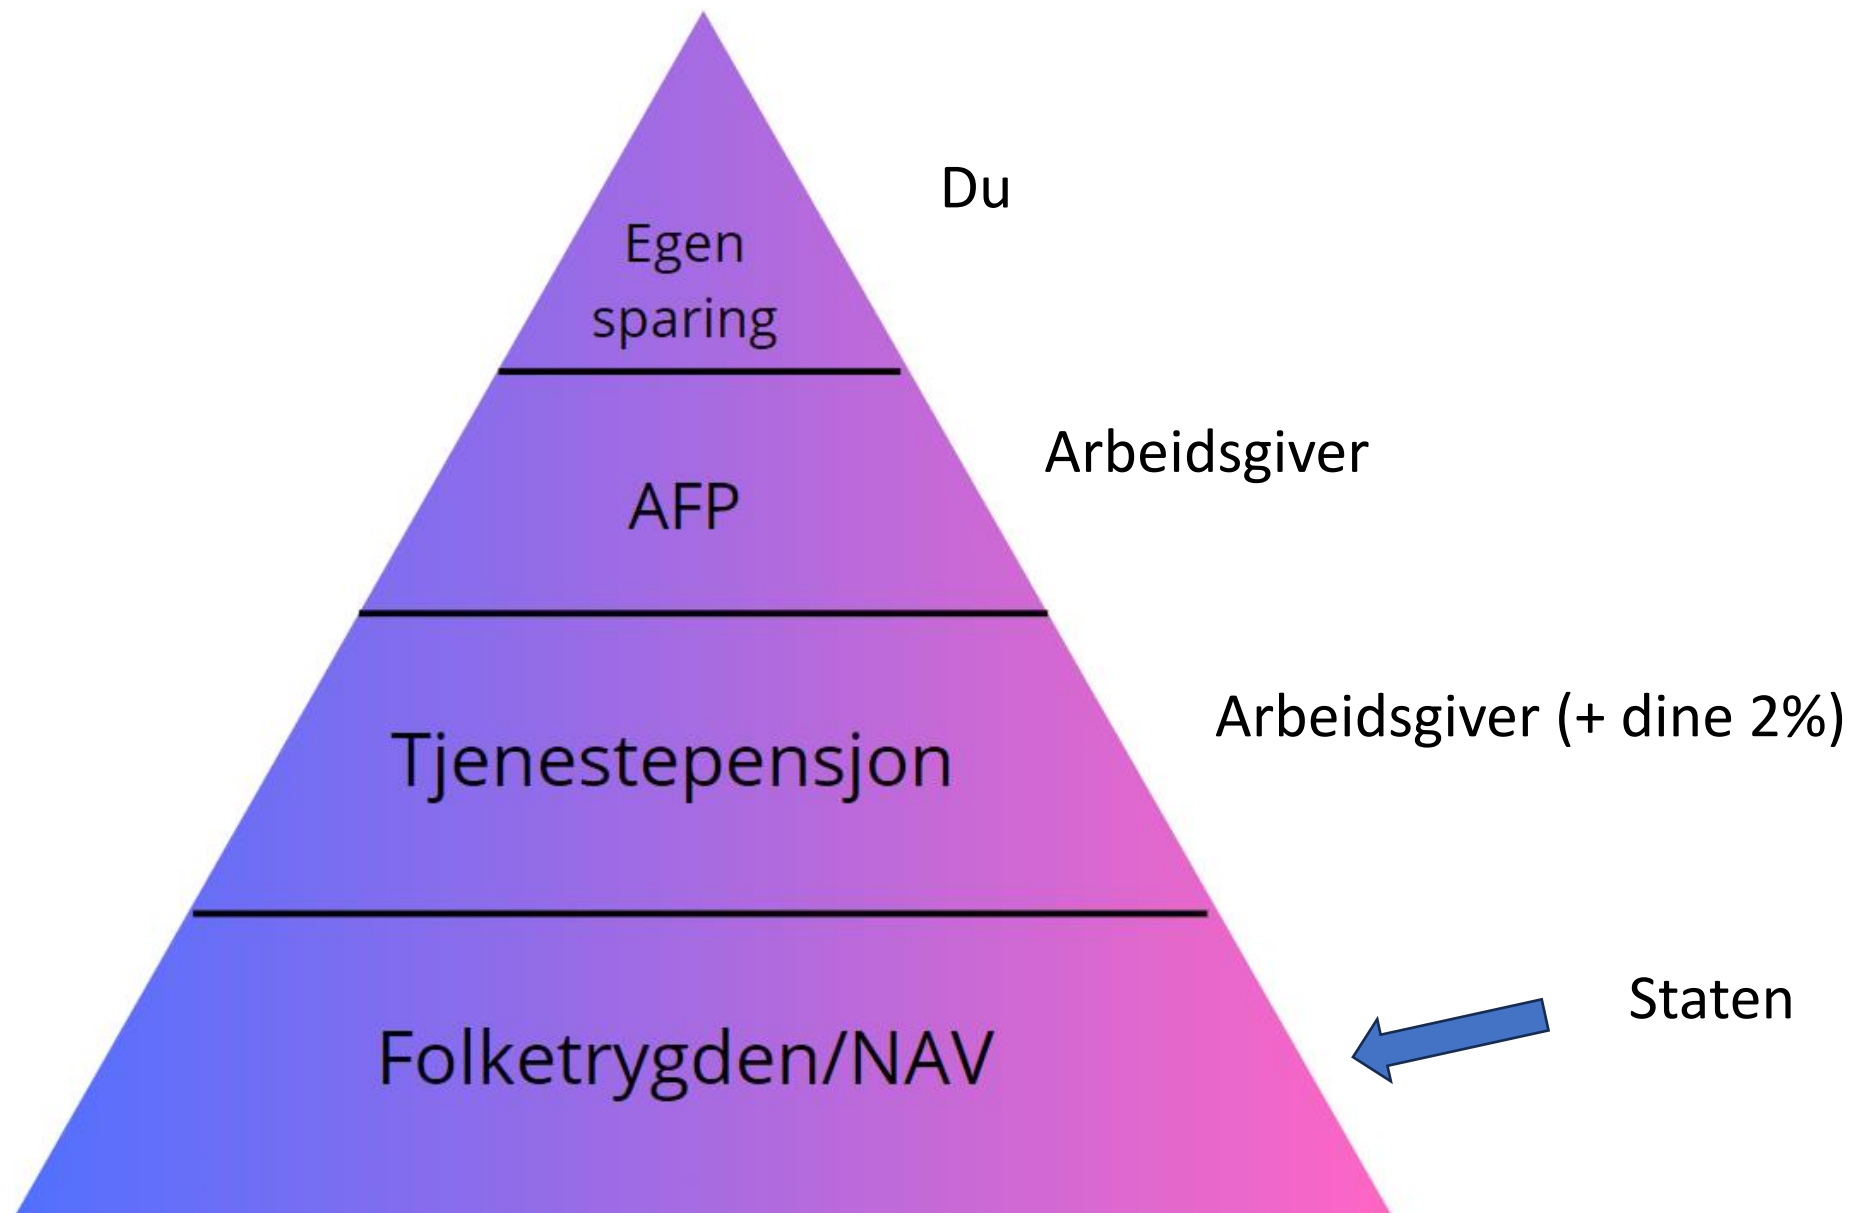 Du
Egen
sparing
Arbeidsgiver
AFP
Arbeidsgiver (+ dine 2%)
Tjenestepensjon
Staten
Folketrygden/NAV